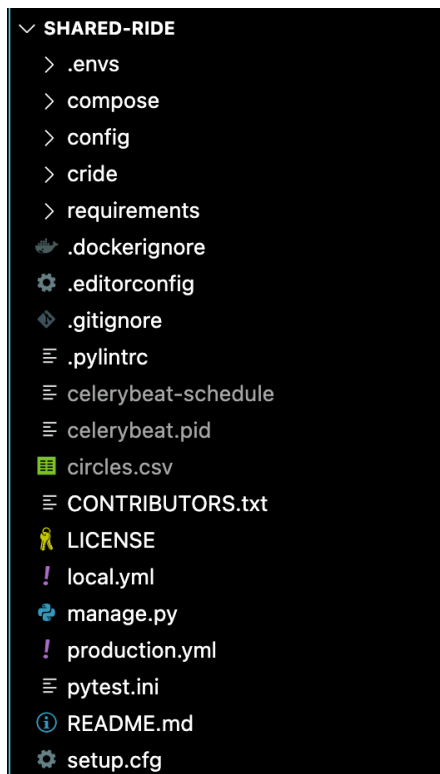 SHARED-RIDE
.envs
compose
config
cride
requirements
.dockerignore
.editorconfig
.gitignore
.pylintrc
celerybeat-schedule
celerybeat.pid
circles.csv
CONTRIBUTORS.txt
LICENSE
local.yml
manage.py
production.yml
pytest.ini
README.md
setup.cfg